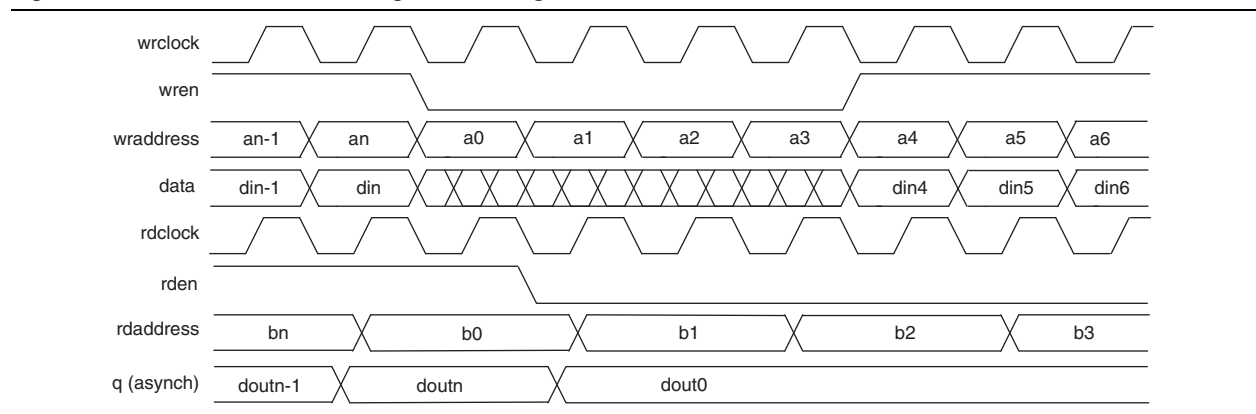 wrclock
wren
wraddress an-1 an a0 a1 a2 a3 a4 a5 a6
data din-1 din din4 din5 din6
rdclock
rden
rdaddress bn b0 b1 b2 b3
q (asynch) doutn-1 doutn dout0